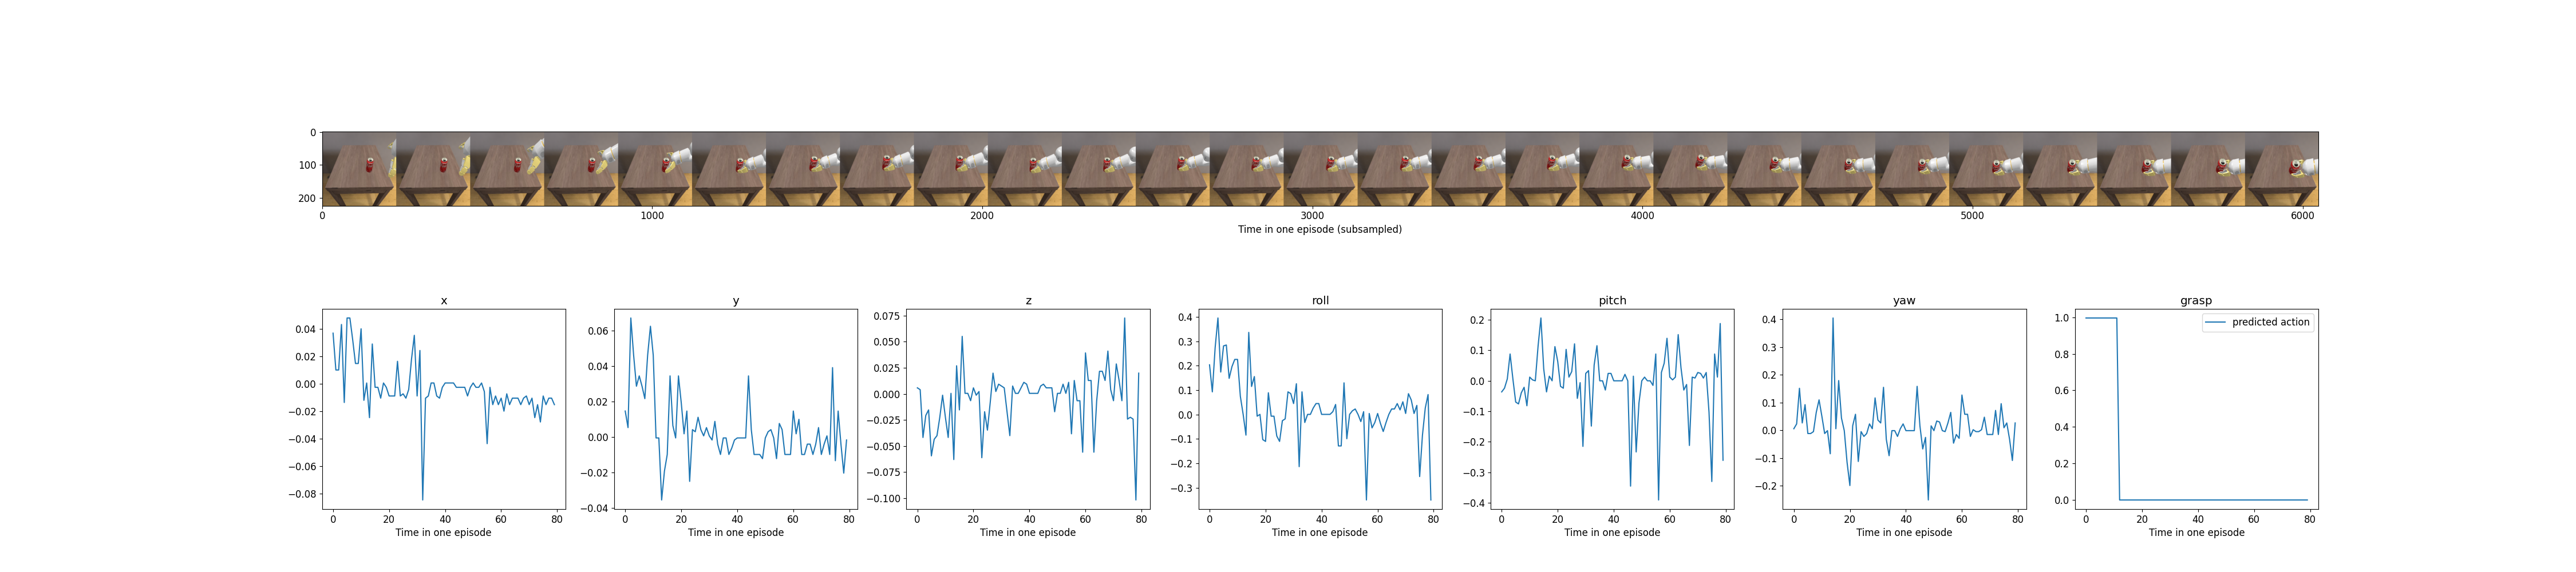 0
100
200
0 1000 2000 3000 4000 5000 6000
Time in one episode (subsampled)
x
0.04
0.02
0.00
−0.02
−0.04
−0.06
−0.08
0 20 40 60 80
Time in one episode
y
0.06
0.04
0.02
0.00
−0.02
−0.04
0 20 40 60 80
Time in one episode
z
0.075
0.050
0.025
0.000
−0.025
−0.050
−0.075
−0.100
0 20 40 60 80
Time in one episode
roll
0.4
0.3
0.2
0.1
0.0
−0.1
−0.2
−0.3
0 20 40 60 80
Time in one episode
pitch
0.2
0.1
0.0
−0.1
−0.2
−0.3
−0.4
0 20 40 60 80
Time in one episode
yaw
0.4
0.3
0.2
0.1
0.0
−0.1
−0.2
0 20 40 60 80
Time in one episode
grasp
predicted action
1.0
0.8
0.6
0.4
0.2
0.0
0 20 40 60 80
Time in one episode